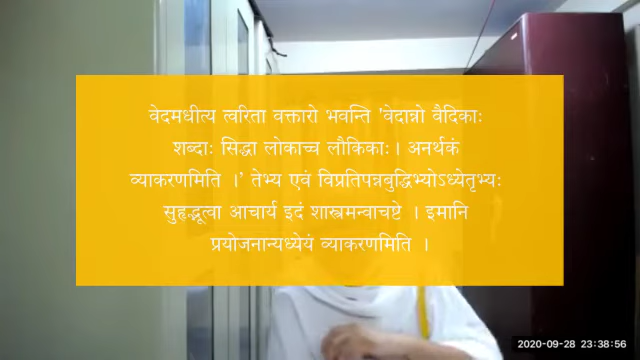 वेदमधीत्य त्वरिता वक्तारो भवन्ति 'वेदान्नो वैदिकाः
शब्दाः सिद्धा लोकाच्च लौकिकाः। अनर्थकं
व्याकरणमिति ।’ तेभ्य एवं विप्रतिपन्नबुद्धिभ्योऽध्येतृभ्यः
सुहृद्भूत्वा आचार्य इदं शास्त्रमन्वाचष्टे । इमानि
प्रयोजनान्यध्येयं व्याकरणमिति ।
2020-09-28 23:38:56